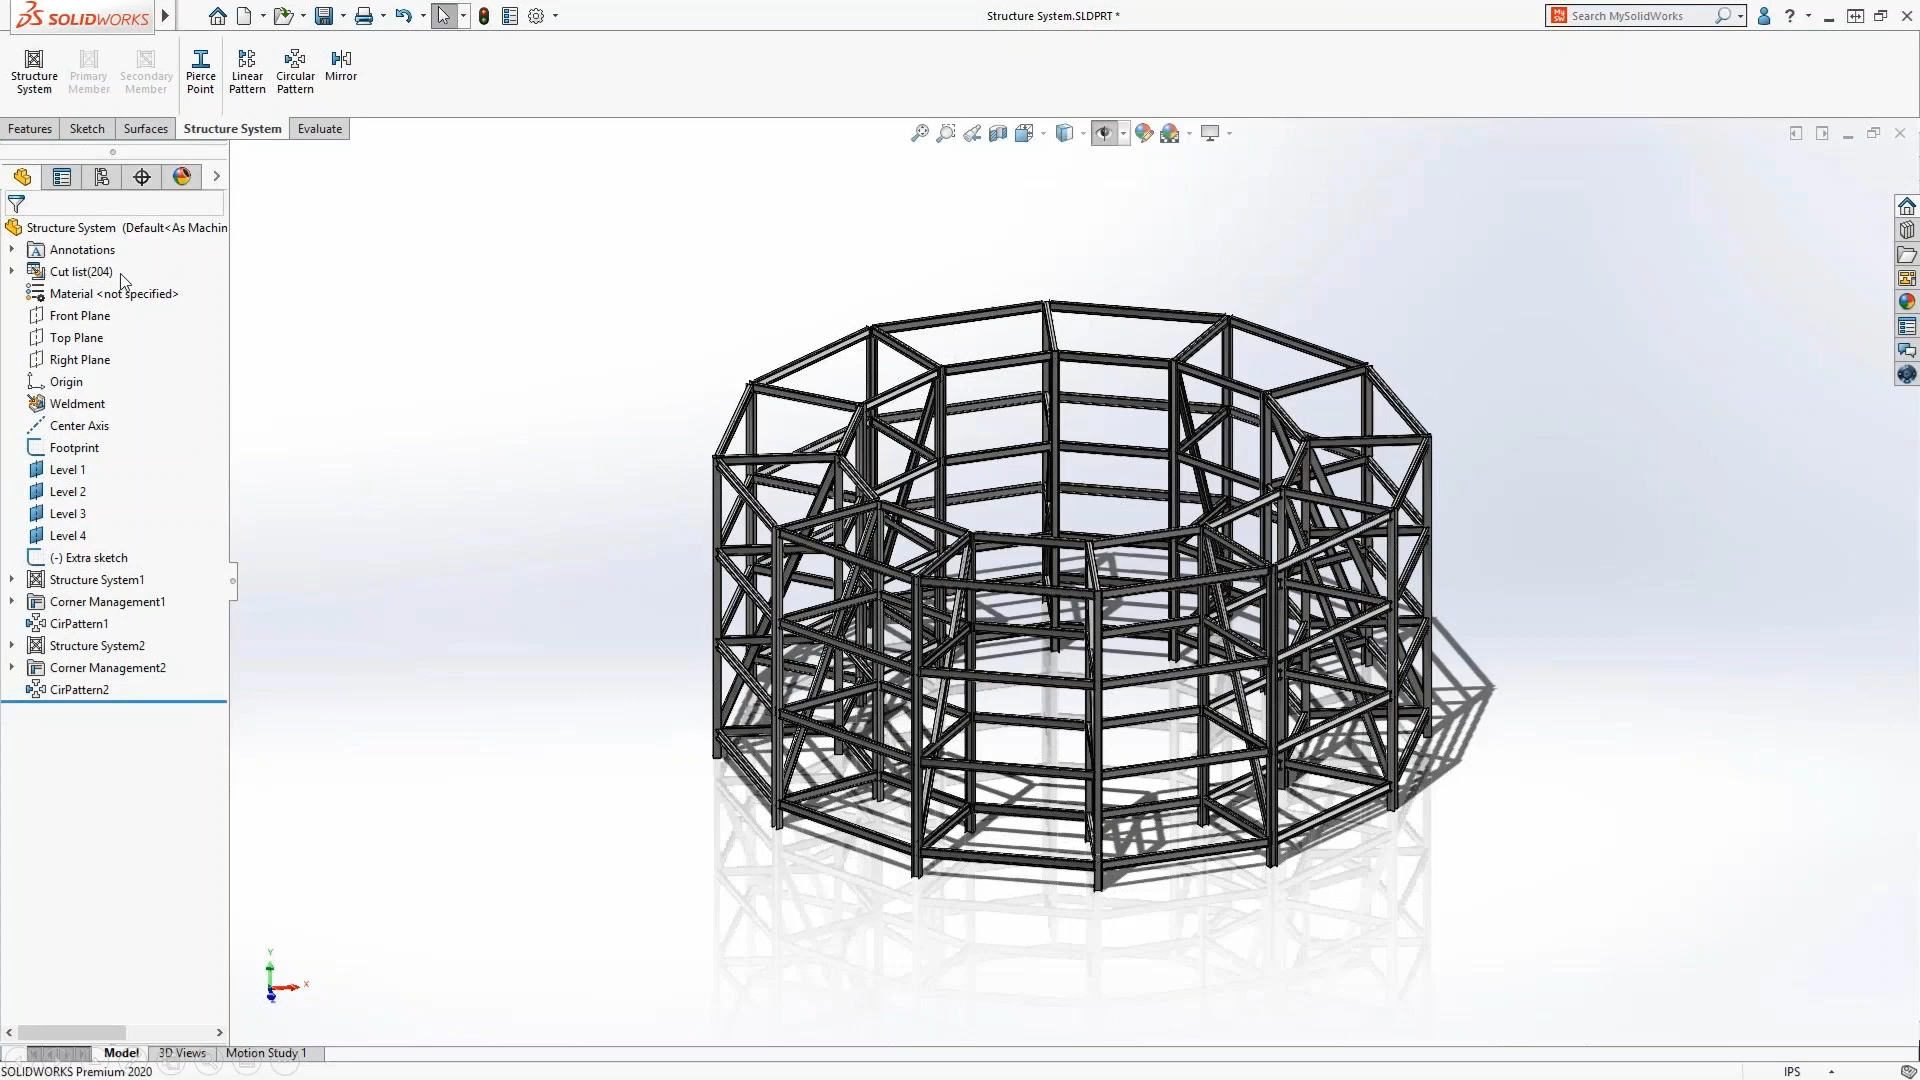 SOLIDWORKS
Structure System.SLDPRT *
Search MySolidWorks
Structure System
Primary Member
Secondary Member
Pierce Point
Linear Pattern
Circular Pattern
Mirror
Features
Sketch
Surfaces
Structure System
Evaluate
Structure System (Default<As Machin
Annotations
Cut list(204)
Material <not specified>
Front Plane
Top Plane
Right Plane
Origin
Weldment
Center Axis
Footprint
Level 1
Level 2
Level 3
Level 4
(-) Extra sketch
Structure System1
Corner Management1
CirPattern1
Structure System2
Corner Management2
CirPattern2
Y
X
Model
3D Views
Motion Study 1
SOLIDWORKS Premium 2020
IPS